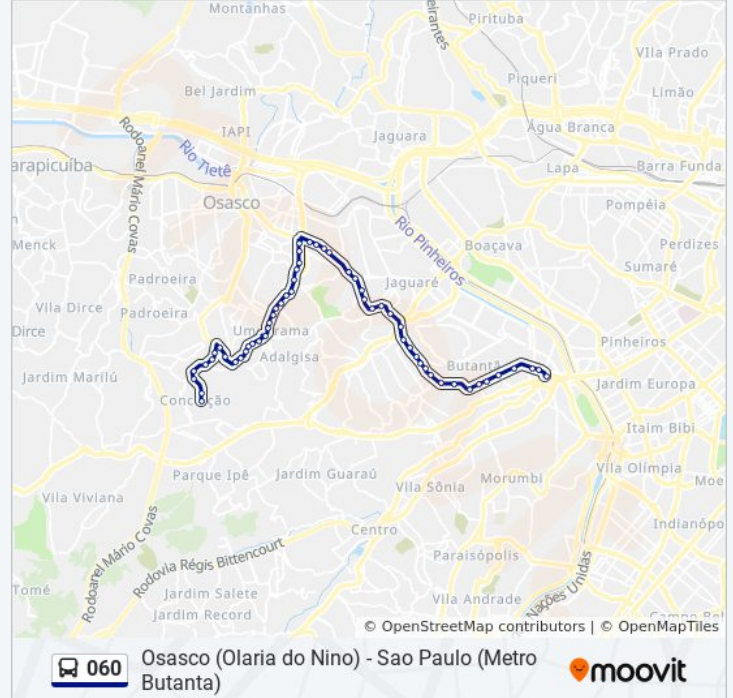 Montanhas
eirantes
Pirituba
VIla Prado
Piqueri
Bel Jardim
Limão
Rodoanel Mário Covas
IAPI
Jaguara
Água Branca
Rio Tietê
arapicuíba
Lapa
Barra Funda
Osasco
Pompéia
Rio Pinheiros
Menck
Boaçava
Perdizes
Sumaré
Padroeira
Jaguaré
Vila Dirce
Padroeira
Dirce
Umuarama
Pinheiros
Adalgisa
Butantã
Jardim Marilú
Jardim Europa
Conceição
Itaim Bibi
Vila Olímpia
Parque Ipê
Jardim Guaraú
Morumbi
Moe
Vila Sônia
Vila Viviana
Indianópo
Centro
Rodoanel Mário Covas
Rodovia Régis Bittencourt
Paraisópolis
Tomé
Jardim Salete
Vila Andrade
Nações Unidas
Jardim Record
Campo Bel
© OpenStreetMap contributors | © OpenMapTiles
060
Osasco (Olaria do Nino) - Sao Paulo (Metro
Butanta)
moovit